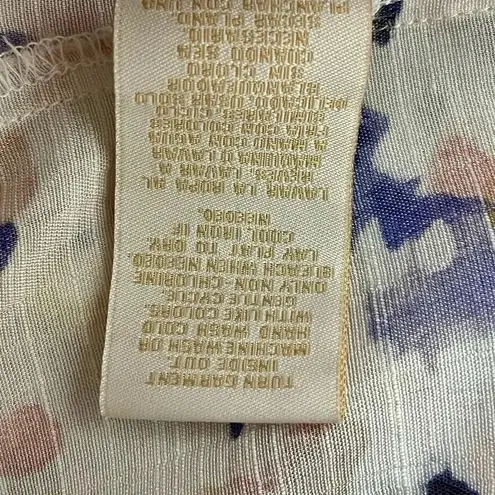 TURN GARMENT
INSIDE OUT.
MACHINE WASH OR
HAND WASH COLD
WITH LIKE COLORS.
GENTLE CYCLE.
ONLY NON-CHLORINE
BLEACH WHEN NEEDED.
LAY FLAT TO DRY.
COOL IRON IF
NEEDED.
LAVAR LA ROPA AL
REVES. LAVAR A
MAQUINA O LAVAR
A MANO CON AGUA
FRIA CON COLORES
SIMILARES. CICLO
DELICADO. USAR SOLO
BLANQUEADOR
SIN CLORO
CUANDO SEA
NECESARIO.
SECAR PLANO
PLANCHAR CON